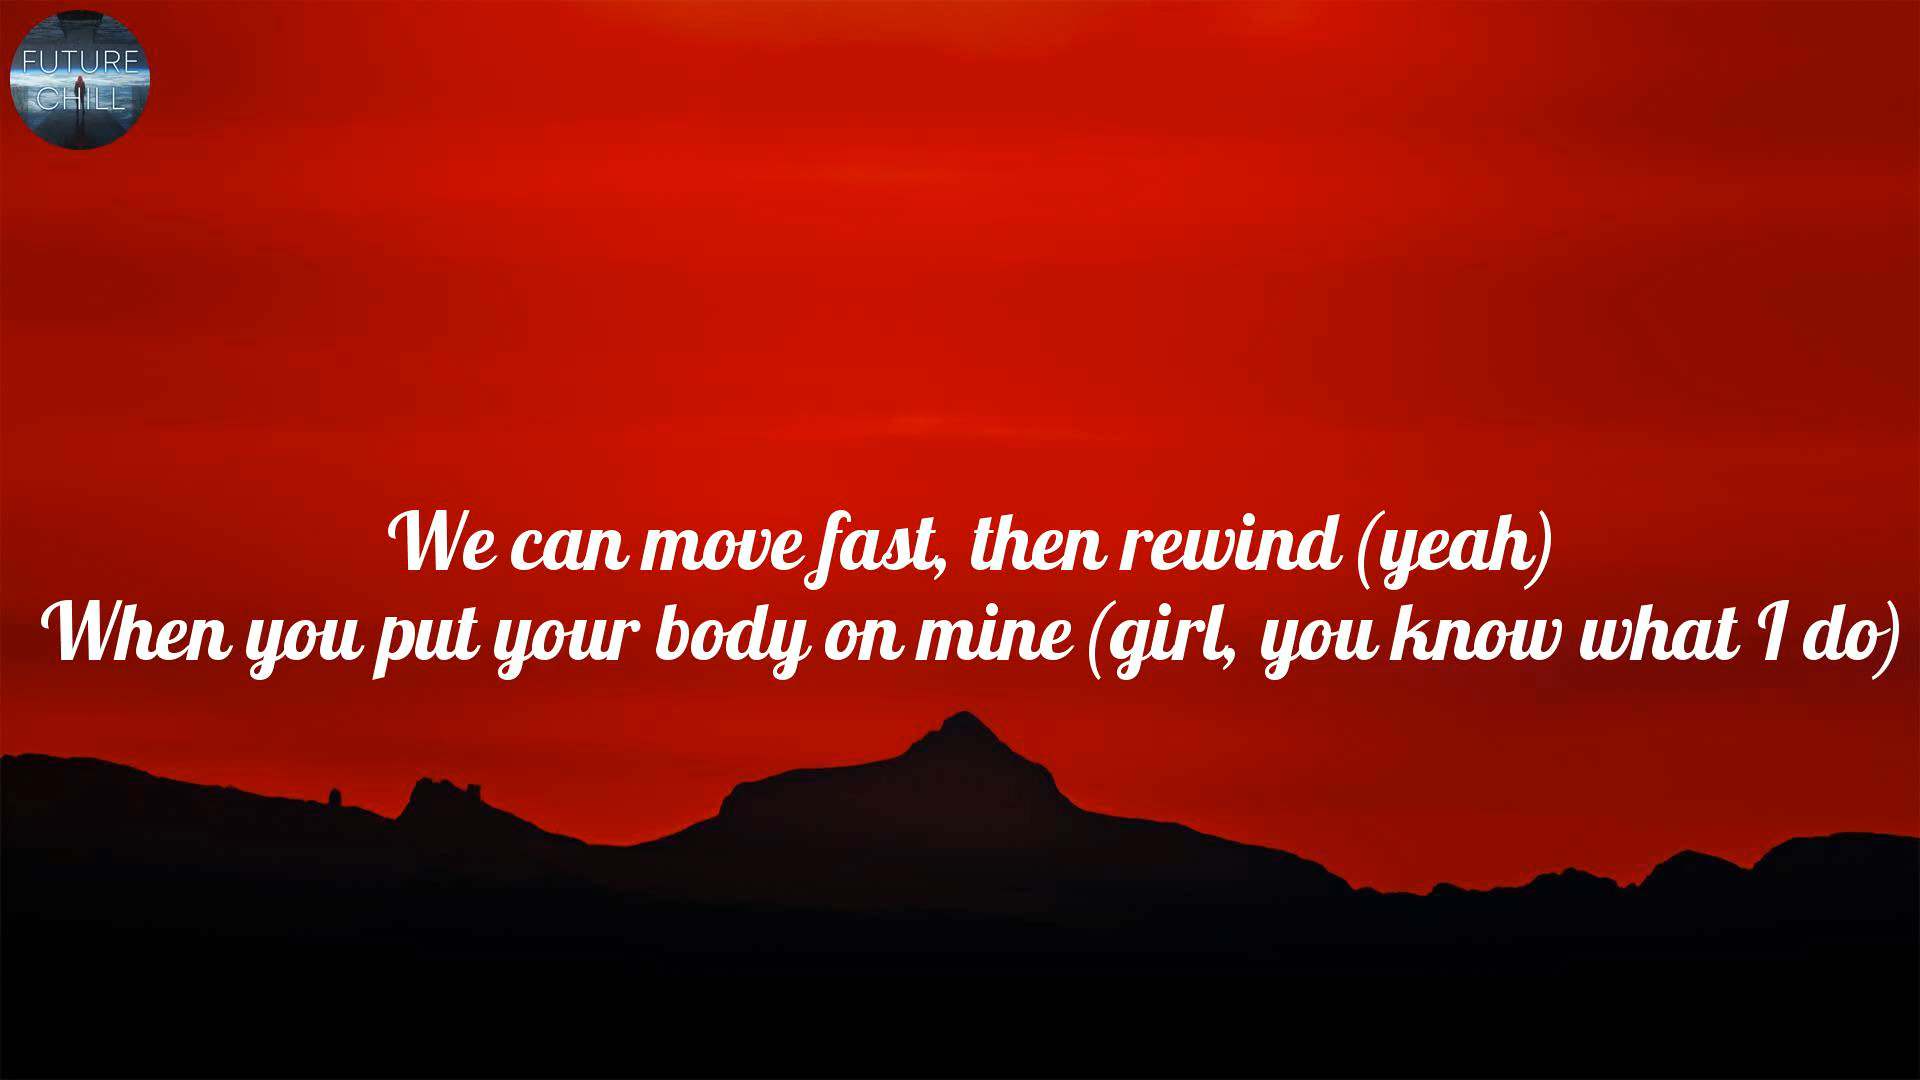 FUTURE
CHILL
We can move fast, then rewind (yeah)
When you put your body on mine (girl, you know what I do)